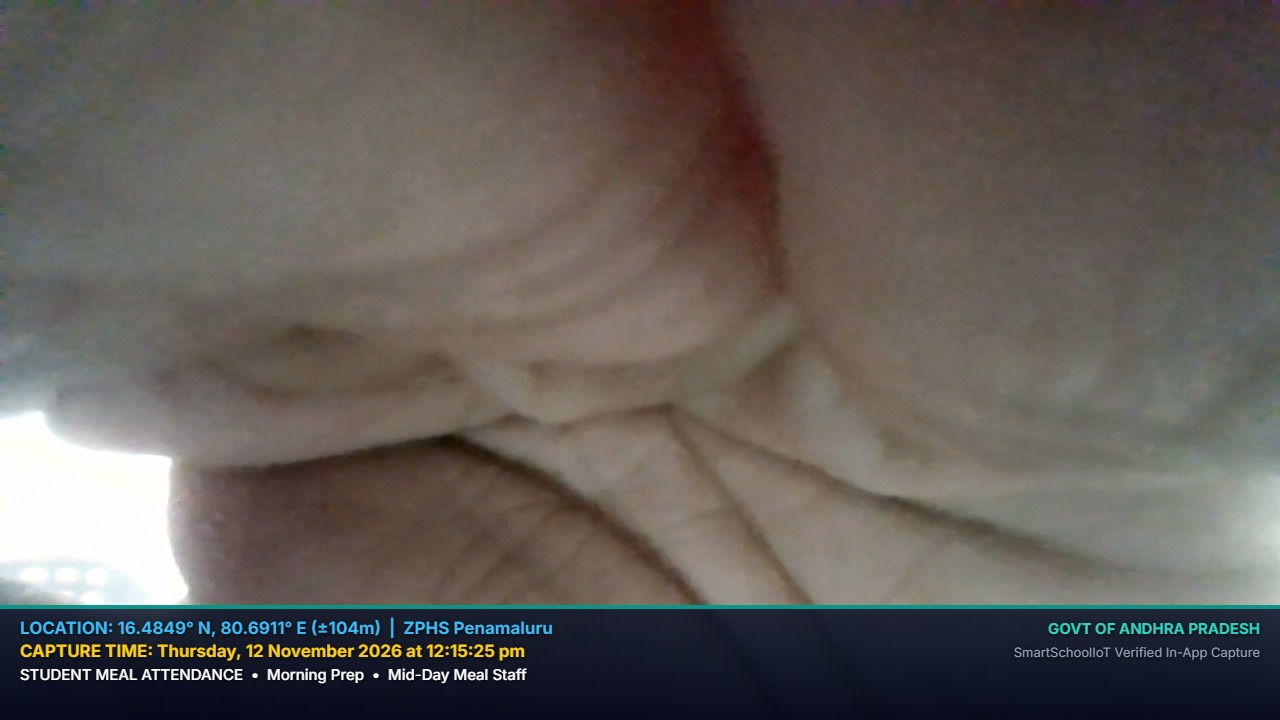 LOCATION: 16.4849° N, 80.6911° E (±104m) | ZPHS Penamaluru
CAPTURE TIME: Thursday, 12 November 2026 at 12:15:25 pm
STUDENT MEAL ATTENDANCE • Morning Prep • Mid-Day Meal Staff
GOVT OF ANDHRA PRADESH
SmartSchoolIoT Verified In-App Capture